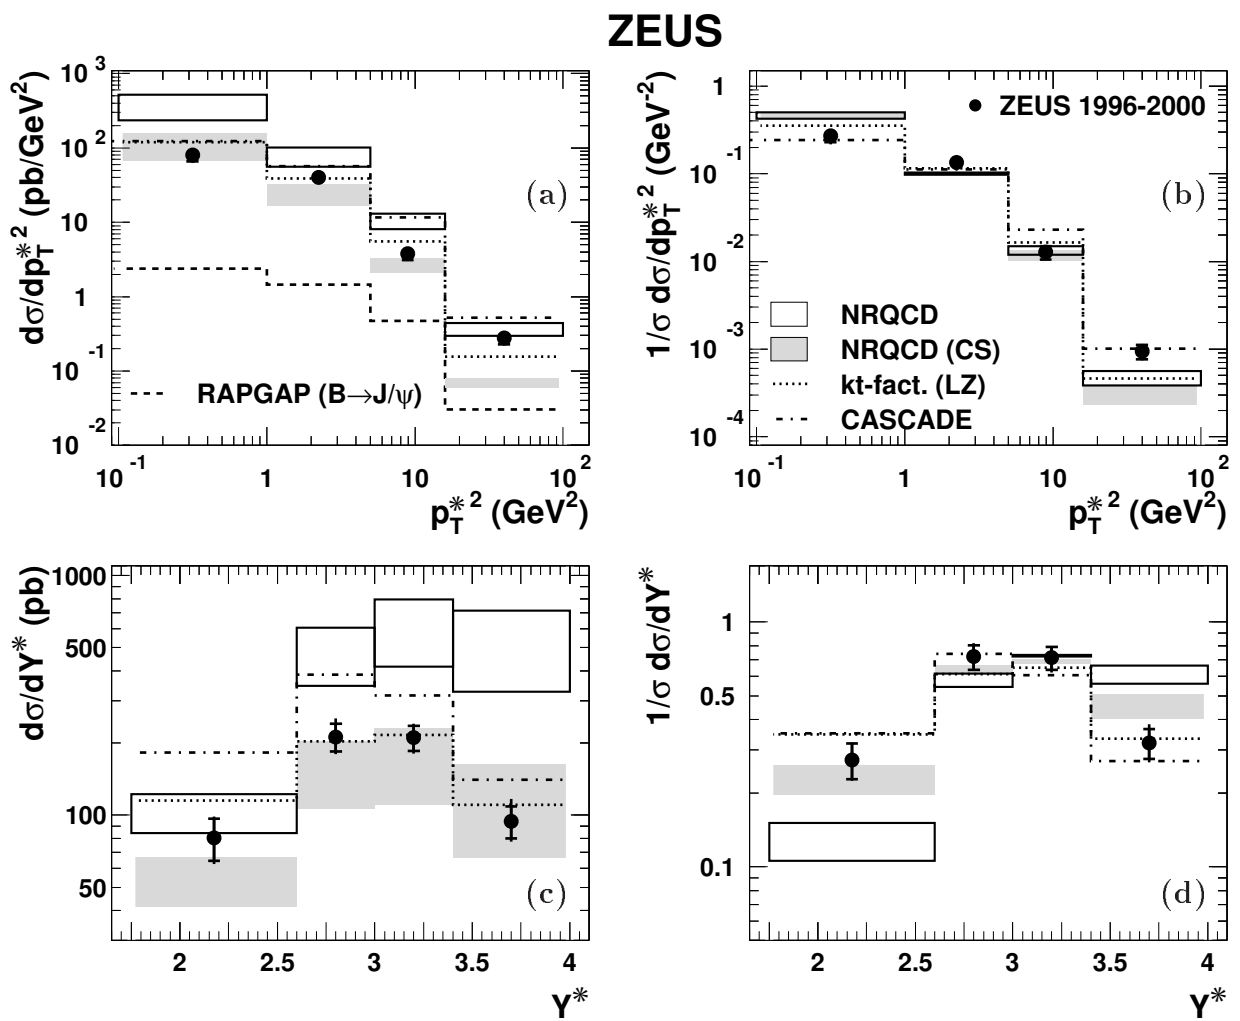 ZEUS
dσ/dp*T2 (pb/GeV2)
10 3
10 2
10
1
10 -1
10 -2
(a)
RAPGAP (B→J/ψ)
10 -1 1 10 10 2
p*T2 (GeV2)
1/σ dσ/dp*T2 (GeV-2)
1
10 -1
10 -2
10 -3
10 -4
ZEUS 1996-2000
(b)
NRQCD
NRQCD (CS)
kt-fact. (LZ)
CASCADE
10 -1 1 10 10 2
p*T2 (GeV2)
dσ/dY* (pb)
1000
500
100
50
(c)
2 2.5 3 3.5 4
Y*
1/σ dσ/dY*
1
0.5
0.1
(d)
2 2.5 3 3.5 4
Y*